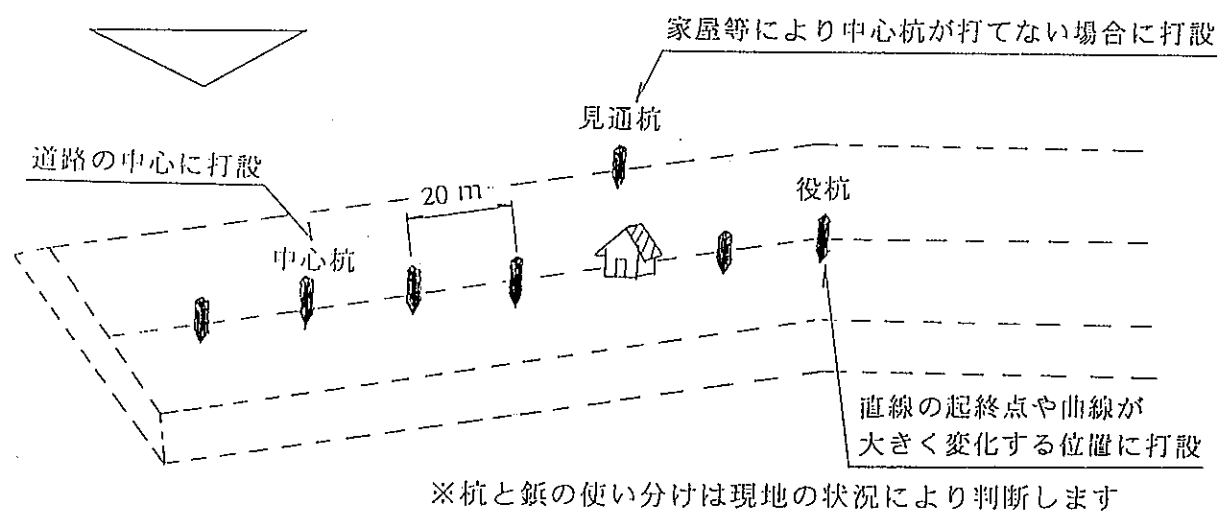 家屋等により中心杭が打てない場合に打設
見通杭
道路の中心に打設
20 m
役杭
中心杭
直線の起終点や曲線が
大きく変化する位置に打設
※杭と鋲の使い分けは現地の状況により判断します